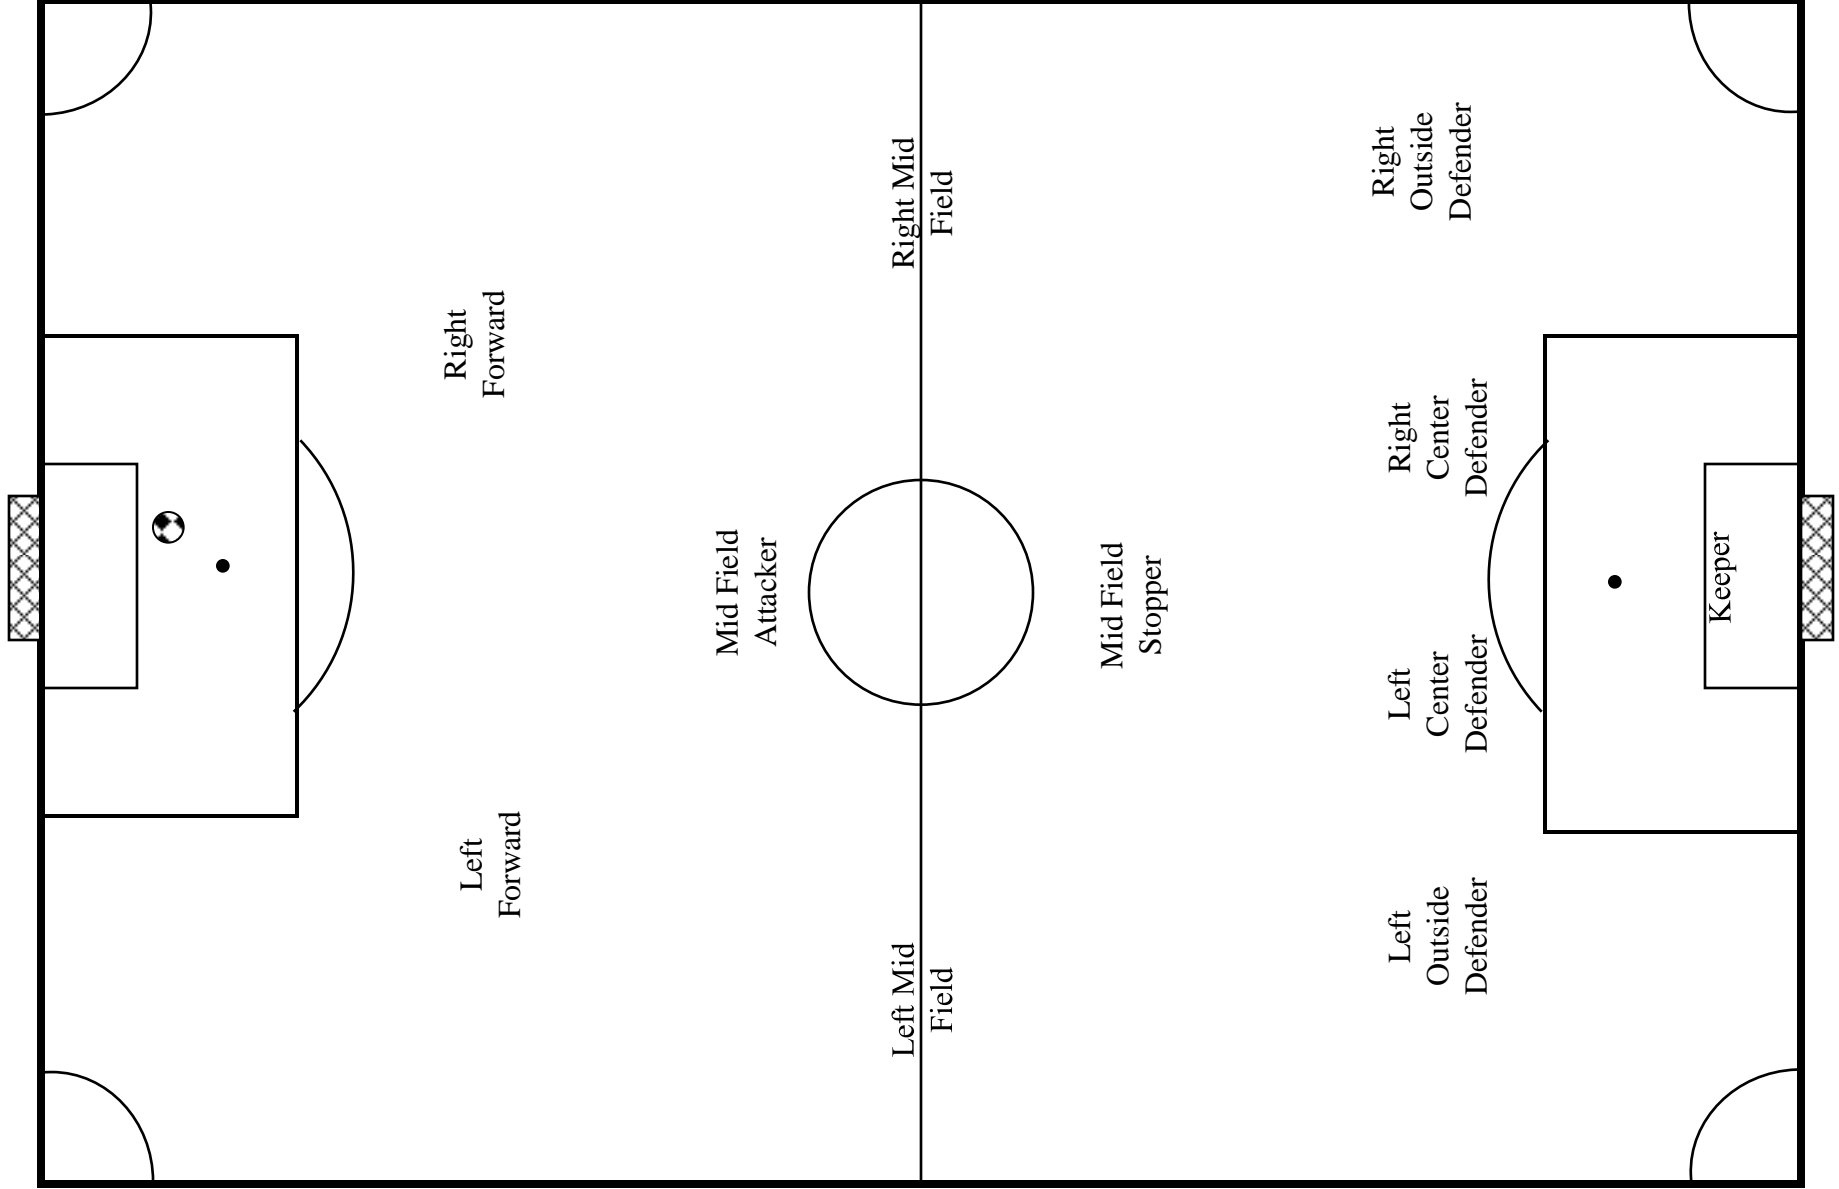 Right
Forward
Left
Forward
Mid Field
Attacker
Right Mid
Field
Left Mid
Field
Mid Field
Stopper
Right
Outside
Defender
Right
Center
Defender
Left
Center
Defender
Left
Outside
Defender
Keeper